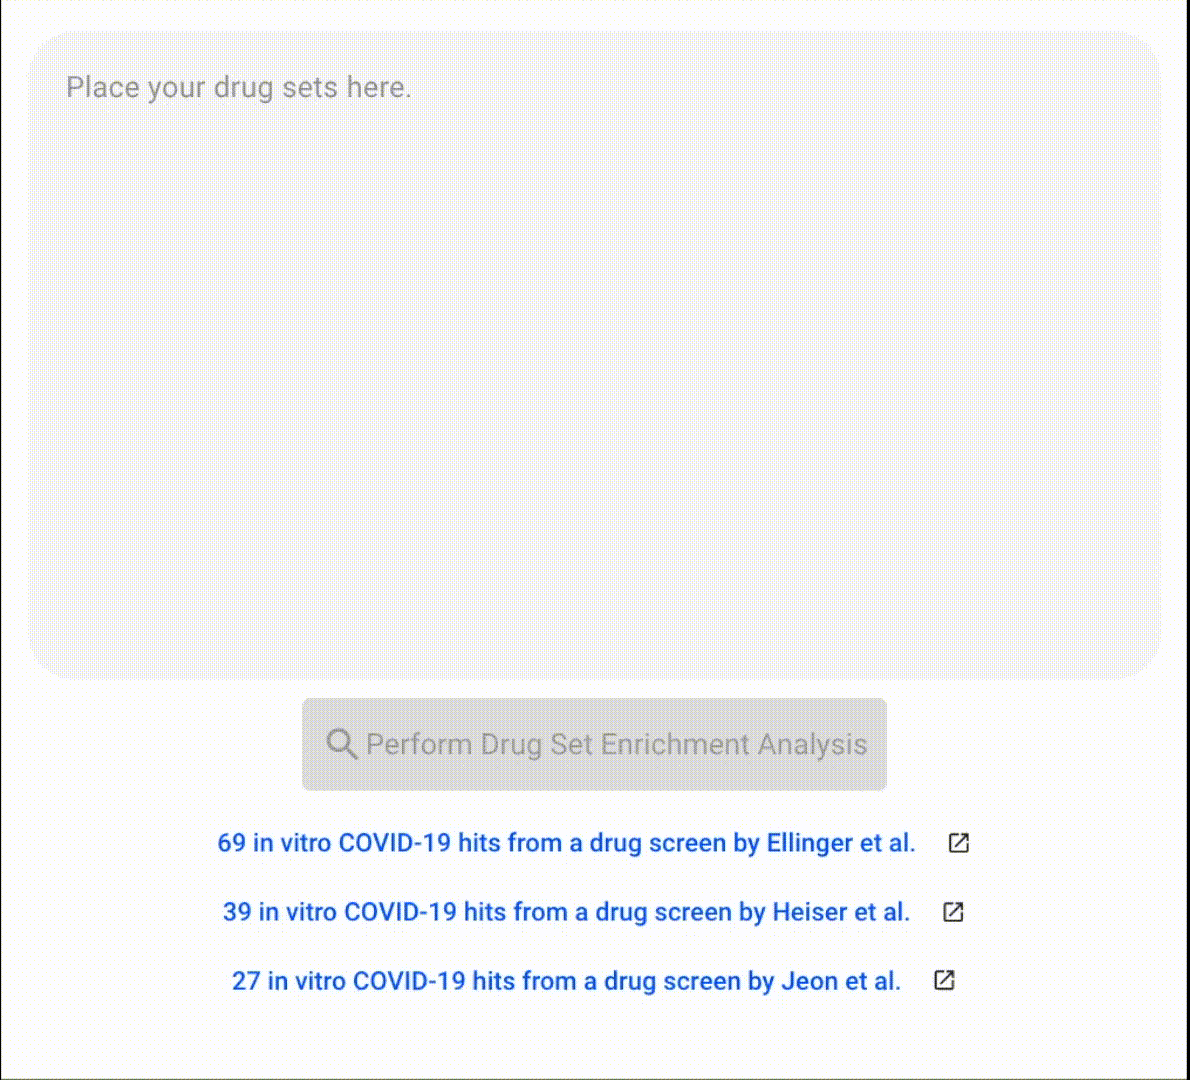 Place your drug sets here.
Perform Drug Set Enrichment Analysis
69 in vitro COVID-19 hits from a drug screen by Ellinger et al.
39 in vitro COVID-19 hits from a drug screen by Heiser et al.
27 in vitro COVID-19 hits from a drug screen by Jeon et al.